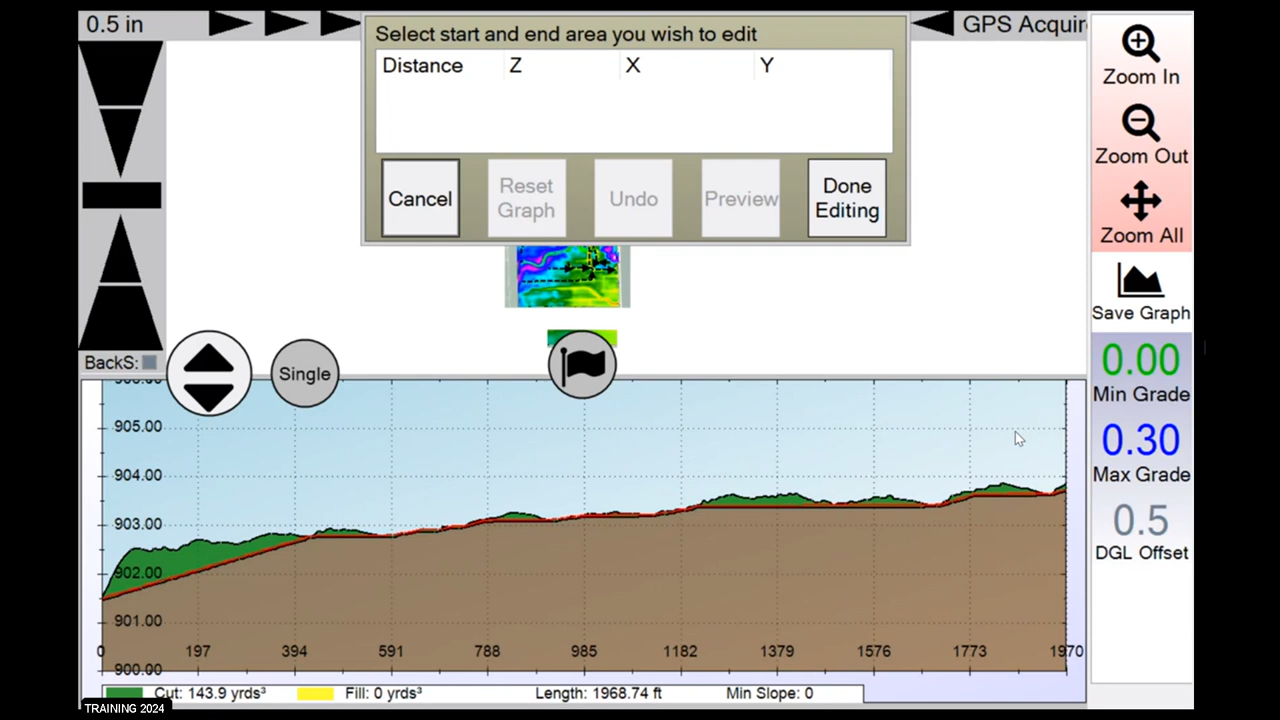 0.5 in
GPS Acquir
Select start and end area you wish to edit
Distance Z X Y
Cancel
Reset
Graph
Undo
Preview
Done
Editing
Zoom In
Zoom Out
Zoom All
Save Graph
0.00
Min Grade
0.30
Max Grade
0.5
DGL Offset
BackS:
Single
905.00
904.00
903.00
902.00
901.00
900.00
0 197 394 591 788 985 1182 1379 1576 1773 1970
Cut: 143.9 yrds³ Fill: 0 yrds³ Length: 1968.74 ft Min Slope: 0
TRAINING 2024